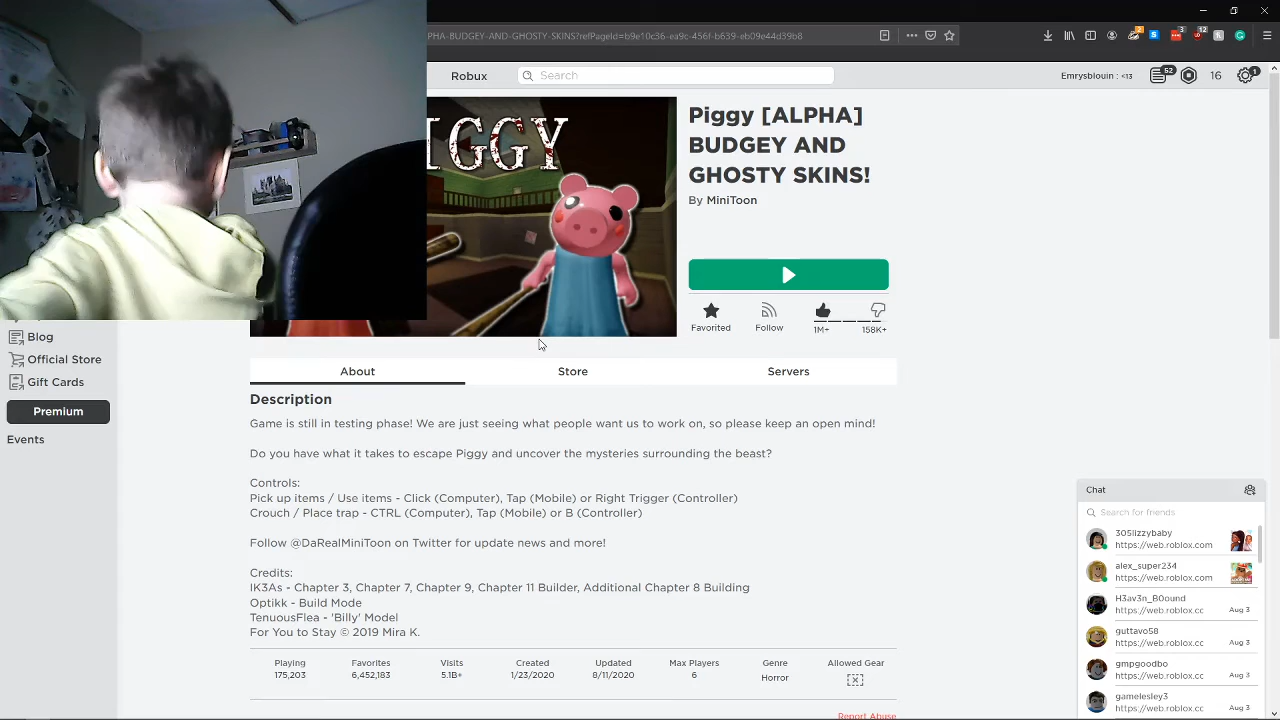 PHA-BUDGEY-AND-GHOSTY-SKINS?refPageId=b9e10c36-ea9c-456f-b639-eb09e44d39b8
Robux
Search
Emrysblouin : <13
52
16
1
IGGY
Piggy [ALPHA]
BUDGEY AND
GHOSTY SKINS!
By MiniToon
Favorited
Follow
1M+
158K+
Blog
Official Store
Gift Cards
Premium
Events
About
Store
Servers
Description
Game is still in testing phase! We are just seeing what people want us to work on, so please keep an open mind!
Do you have what it takes to escape Piggy and uncover the mysteries surrounding the beast?
Controls:
Pick up items / Use items - Click (Computer), Tap (Mobile) or Right Trigger (Controller)
Crouch / Place trap - CTRL (Computer), Tap (Mobile) or B (Controller)
Follow @DaRealMiniToon on Twitter for update news and more!
Credits:
IK3As - Chapter 3, Chapter 7, Chapter 9, Chapter 11 Builder, Additional Chapter 8 Building
Optikk - Build Mode
TenuousFlea - 'Billy' Model
For You to Stay © 2019 Mira K.
Playing Favorites Visits Created Updated Max Players Genre Allowed Gear
175,203 6,452,183 5.1B+ 1/23/2020 8/11/2020 6 Horror
Report Abuse
Chat
Search for friends
305lizzybaby
https://web.roblox.com
alex_super234
https://web.roblox.com
H3av3n_B0ound
https://web.roblox.cc Aug 3
guttavo58
https://web.roblox.cc Aug 3
gmpgoodbo
https://web.roblox.cc Aug 3
gamelesley3
https://web.roblox.cc Aug 3